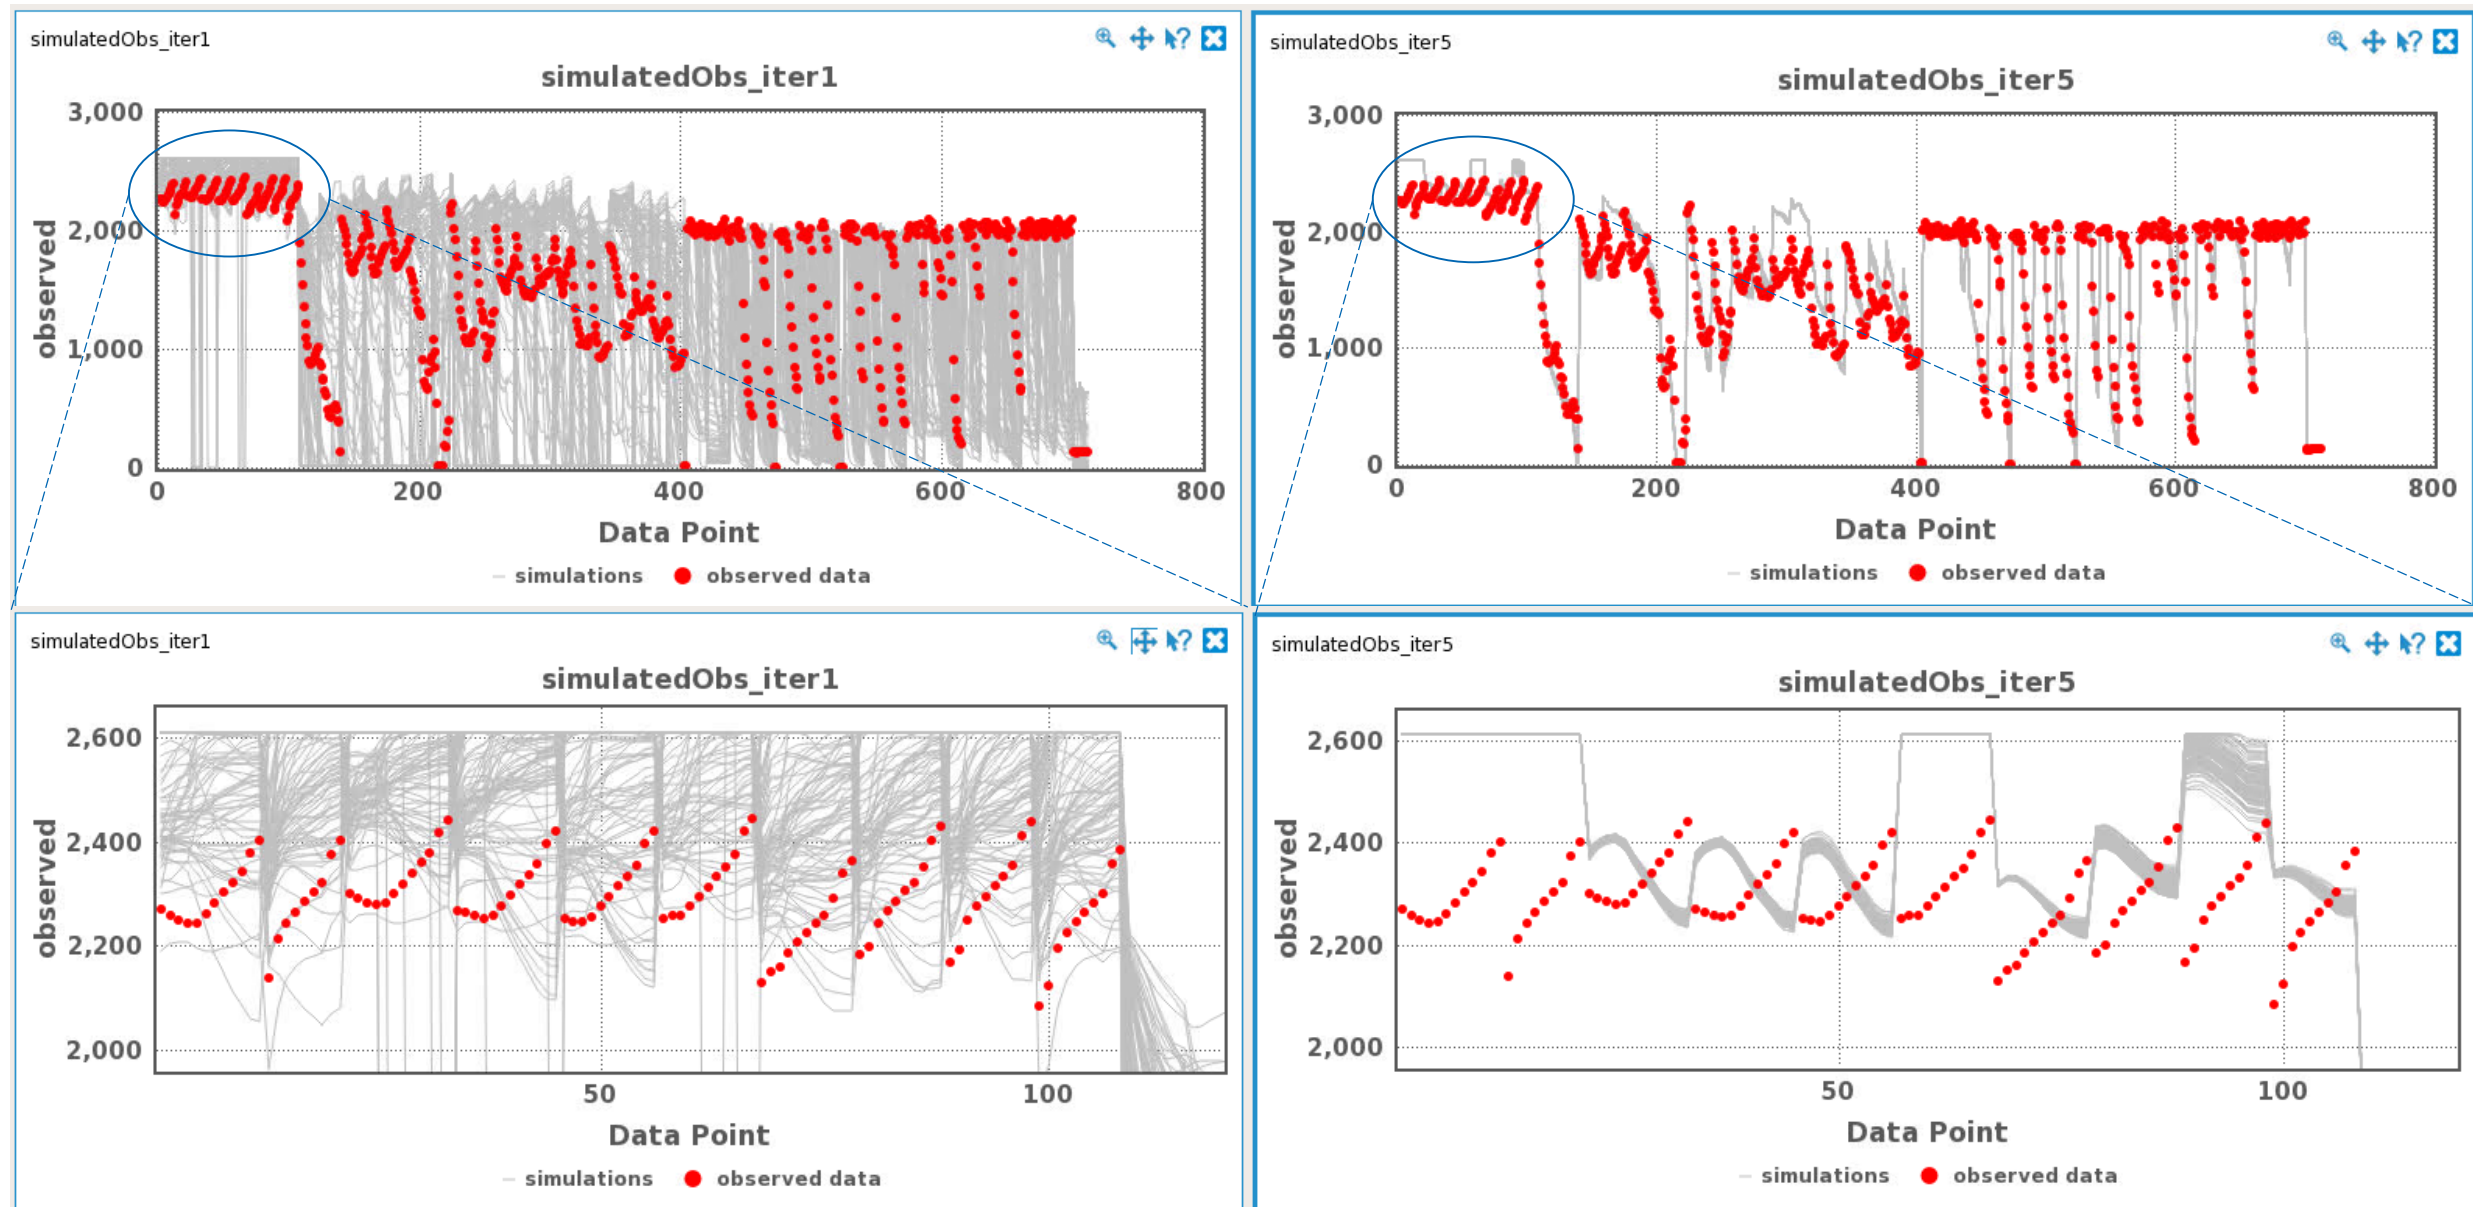 simulatedObs_iter1
simulatedObs_iter1
3,000
2,000
1,000
0
observed
0 200 400 600 800
Data Point
simulations observed data
simulatedObs_iter5
simulatedObs_iter5
3,000
2,000
1,000
0
observed
0 200 400 600 800
Data Point
simulations observed data
simulatedObs_iter1
simulatedObs_iter1
2,600
2,400
2,200
2,000
observed
50 100
Data Point
simulations observed data
simulatedObs_iter5
simulatedObs_iter5
2,600
2,400
2,200
2,000
observed
50 100
Data Point
simulations observed data